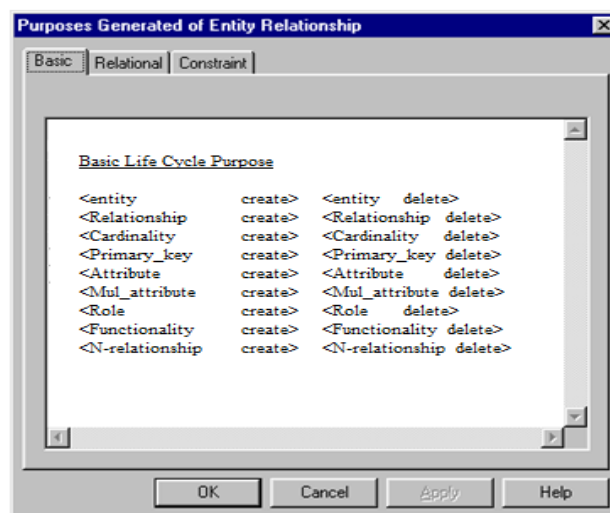 Purposes Generated of Entity Relationship
Basic Relational Constraint
Basic Life Cycle Purpose
<entity create> <entity delete>
<Relationship create> <Relationship delete>
<Cardinality create> <Cardinality delete>
<Primary_key create> <Primary_key delete>
<Attribute create> <Attribute delete>
<Mul_attribute create> <Mul_attribute delete>
<Role create> <Role delete>
<Functionality create> <Functionality delete>
<N-relationship create> <N-relationship delete>
OK Cancel Apply Help